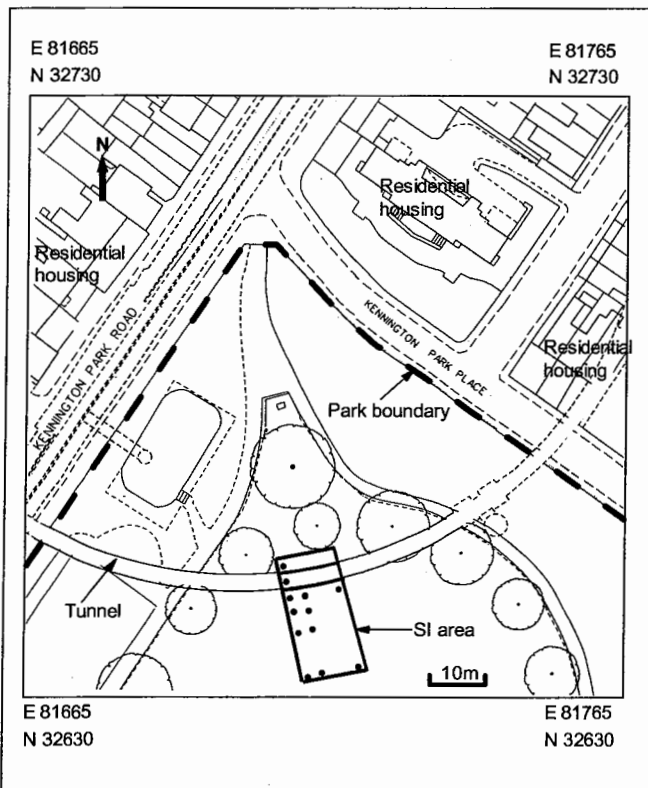 E 81665
N 32730
E 81765
N 32730
N
Residential
housing
Residential
housing
KENNINGTON PARK ROAD
KENNINGTON PARK PLACE
Residential
housing
Park boundary
Tunnel
SI area
10m
E 81665
N 32630
E 81765
N 32630